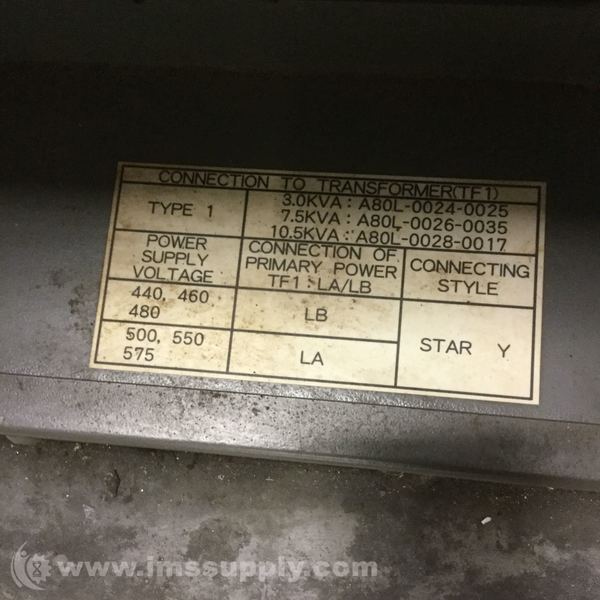 CONNECTION TO TRANSFORMER(TF1)
TYPE 1
3.0KVA : A80L-0024-0025
7.5KVA : A80L-0026-0035
10.5KVA : A80L-0028-0017
POWER
SUPPLY
VOLTAGE
CONNECTION OF
PRIMARY POWER
TF1 : LA/LB
CONNECTING
STYLE
440, 460
480
LB
STAR Y
500, 550
575
LA
www.imssupply.com